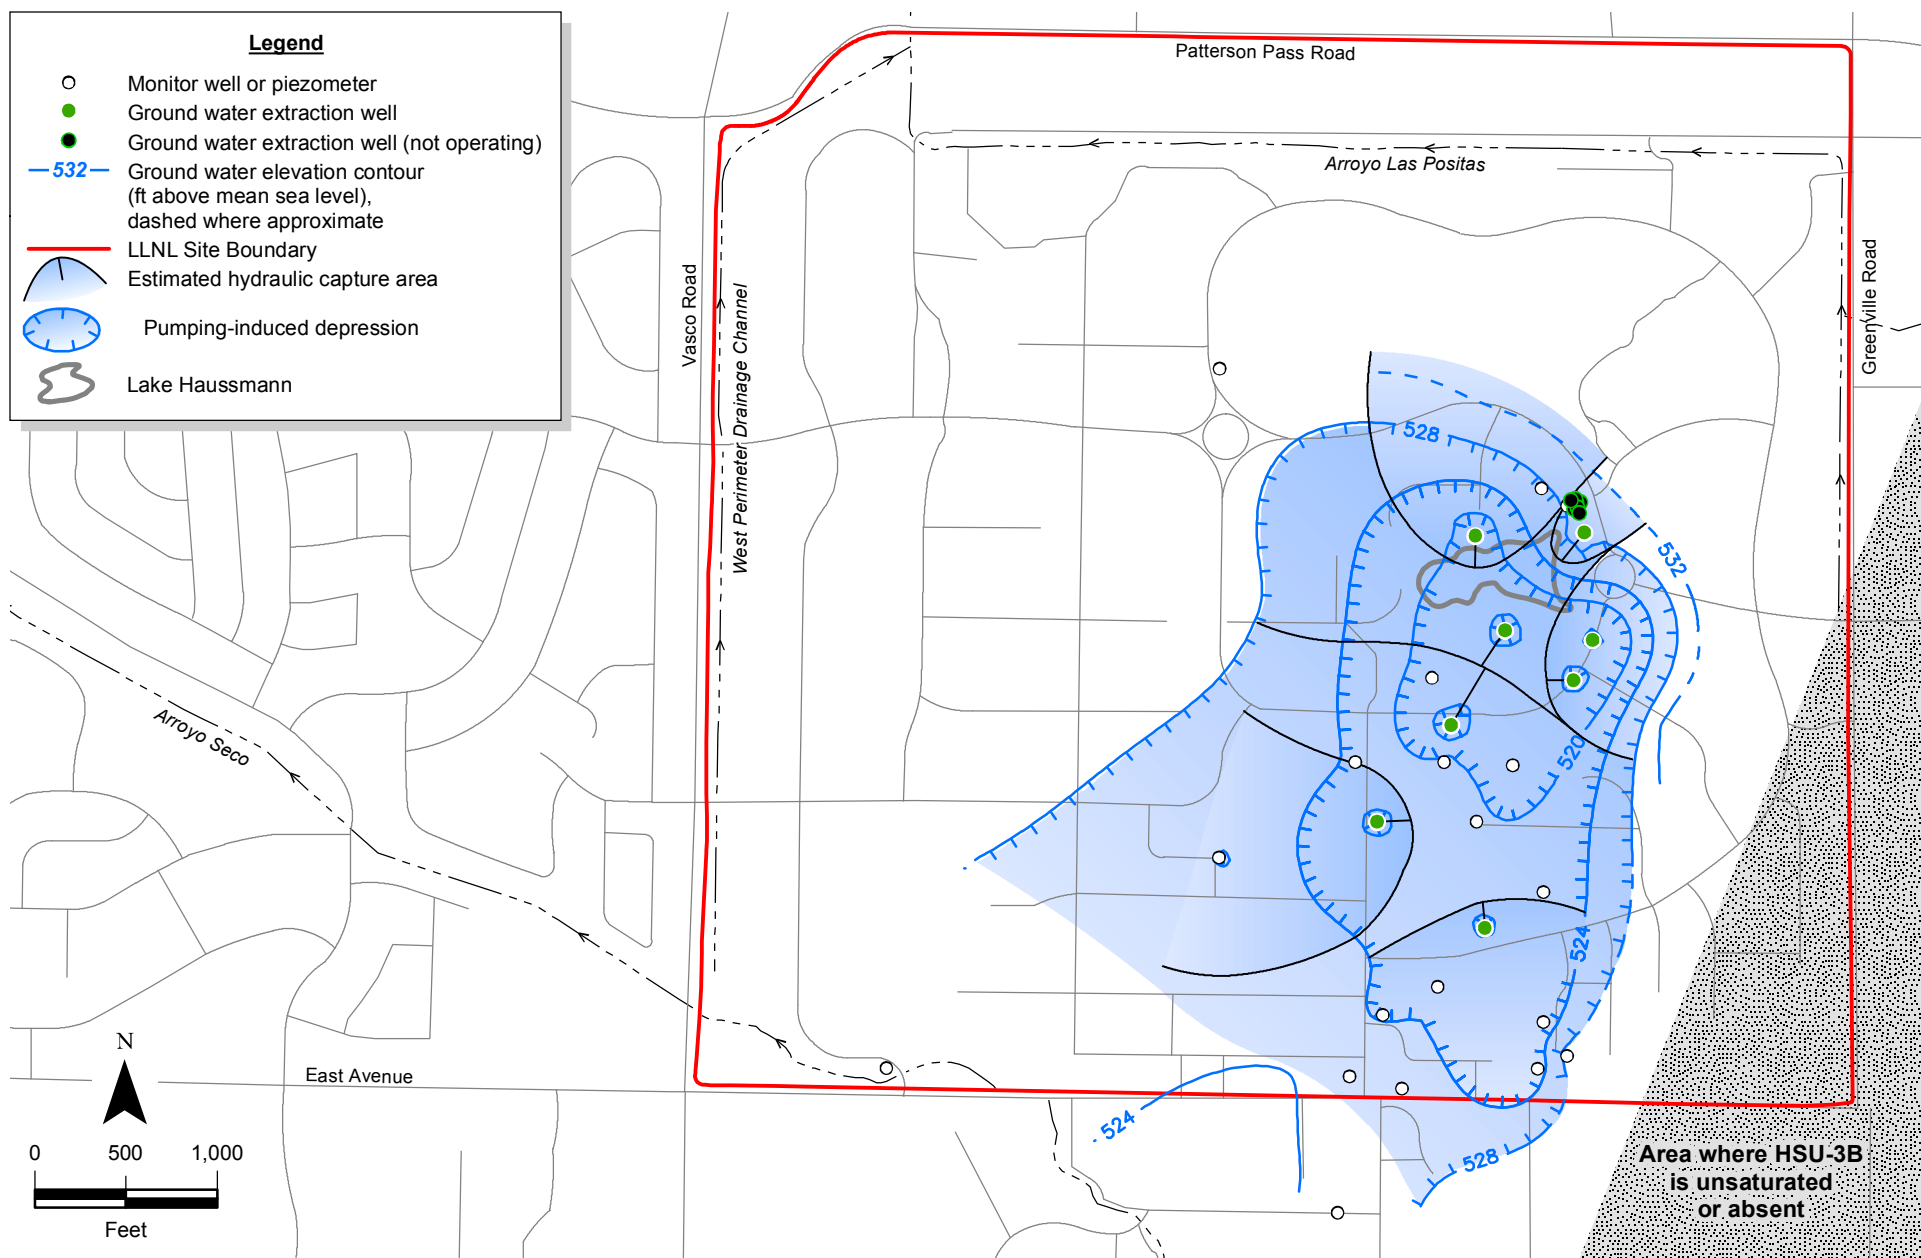 Legend
Monitor well or piezometer
Ground water extraction well
Ground water extraction well (not operating)
532
Ground water elevation contour
(ft above mean sea level),
dashed where approximate
LLNL Site Boundary
Estimated hydraulic capture area
Pumping-induced depression
Lake Haussmann
Patterson Pass Road
Arroyo Las Positas
Vasco Road
West Perimeter Drainage Channel
Greenville Road
528
532
520
524
Arroyo Seco
East Avenue
524
528
N
0 500 1,000
Feet
Area where HSU-3B
is unsaturated
or absent